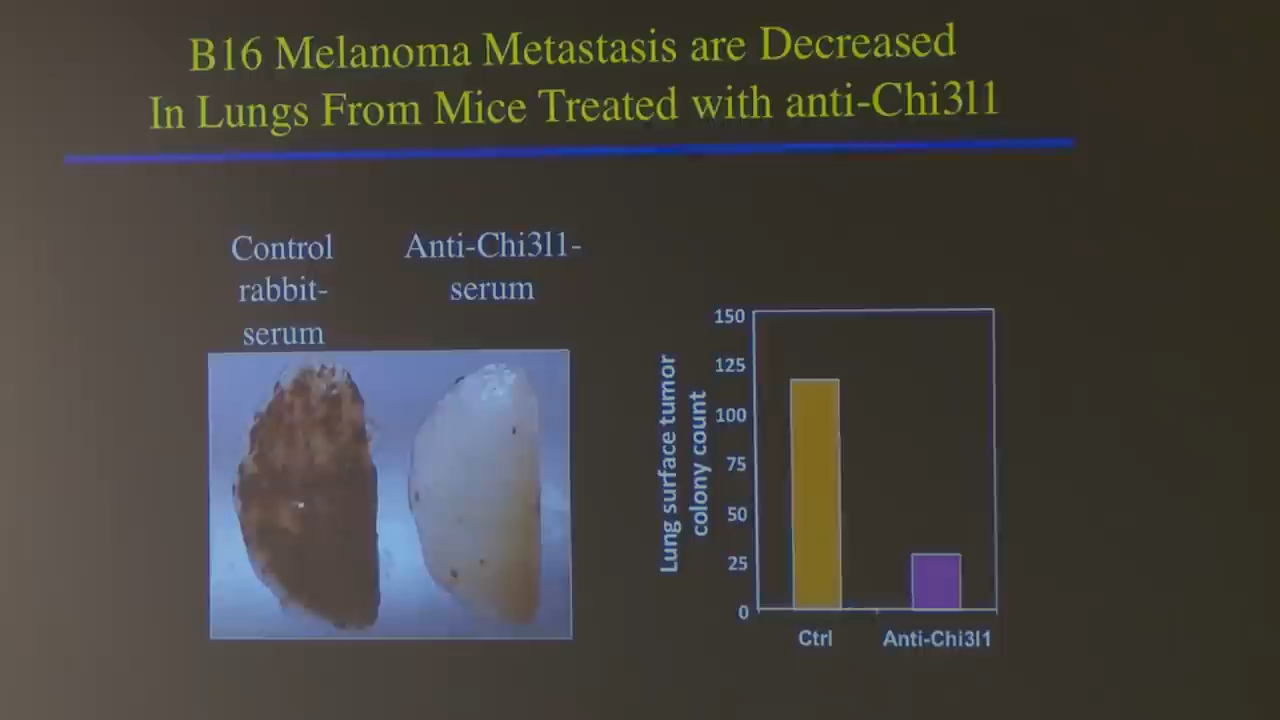 B16 Melanoma Metastasis are Decreased
In Lungs From Mice Treated with anti-Chi3l1
Control
rabbit-
serum
Anti-Chi3l1-
serum
Lung surface tumor
colony count
150
125
100
75
50
25
0
Ctrl
Anti-Chi3l1